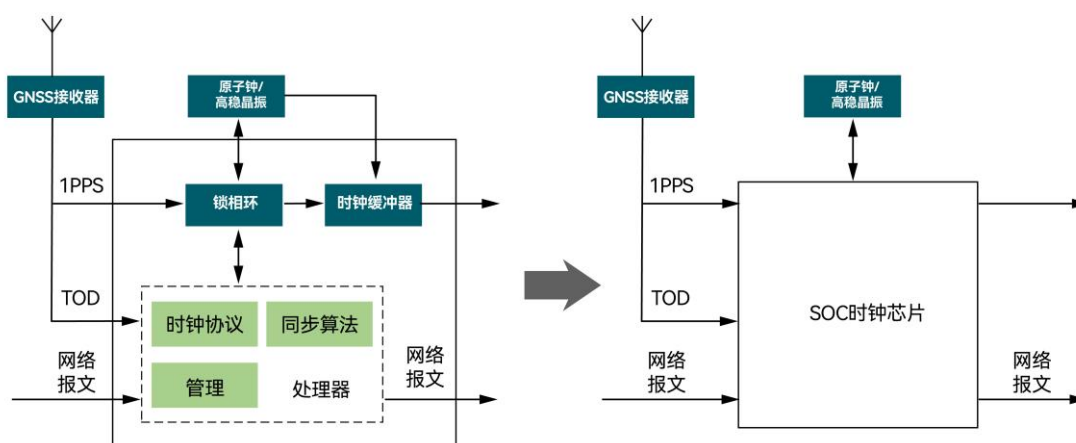 GNSS接收器
原子钟/
高稳晶振
1PPS
锁相环
时钟缓冲器
TOD
时钟协议
同步算法
管理
处理器
网络
报文
网络
报文
GNSS接收器
原子钟/
高稳晶振
1PPS
TOD
SOC时钟芯片
网络
报文
网络
报文